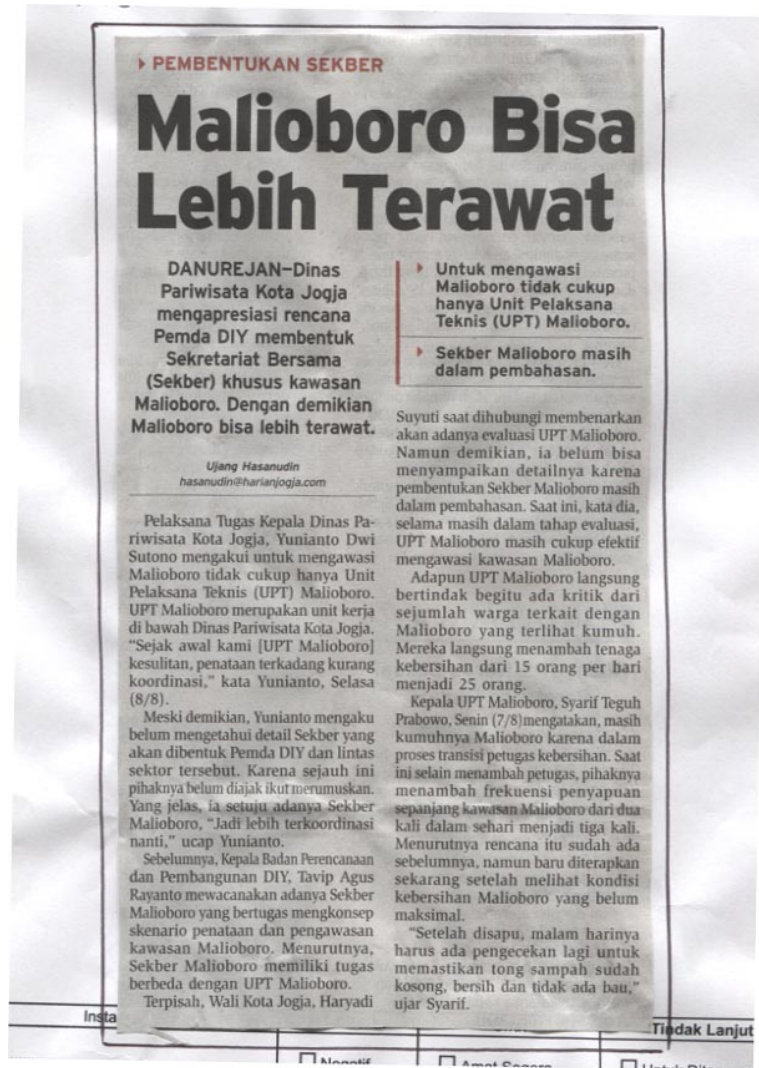 PEMBENTUKAN SEKBER
Malioboro Bisa
Lebih Terawat
DANUREJAN—Dinas
Pariwisata Kota Jogja
mengapresiasi rencana
Pemda DIY membentuk
Sekretariat Bersama
(Sekber) khusus kawasan
Malioboro. Dengan demikian
Malioboro bisa lebih terawat.
Ujang Hasanudin
hasanudin@harianjogja.com
Pelaksana Tugas Kepala Dinas Pa-
riwisata Kota Jogja, Yunianto Dwi
Sutono mengakui untuk mengawasi
Malioboro tidak cukup hanya Unit
Pelaksana Teknis (UPT) Malioboro.
UPT Malioboro merupakan unit kerja
di bawah Dinas Pariwisata Kota Jogja.
“Sejak awal kami [UPT Malioboro]
kesulitan, penataan terkadang kurang
koordinasi,” kata Yunianto, Selasa
(8/8).
Meski demikian, Yunianto mengaku
belum mengetahui detail Sekber yang
akan dibentuk Pemda DIY dan lintas
sektor tersebut. Karena sejauh ini
pihaknya belum diajak ikut merumuskan.
Yang jelas, ia setuju adanya Sekber
Malioboro, “Jadi lebih terkoordinasi
nanti,” ucap Yunianto.
Sebelumnya, Kepala Badan Perencanaan
dan Pembangunan DIY, Tavip Agus
Rayanto mewacanakan adanya Sekber
Malioboro yang bertugas mengkonsep
skenario penataan dan pengawasan
kawasan Malioboro. Menurutnya,
Sekber Malioboro memiliki tugas
berbeda dengan UPT Malioboro.
Terpisah, Wali Kota Jogja, Haryadi
Untuk mengawasi
Malioboro tidak cukup
hanya Unit Pelaksana
Teknis (UPT) Malioboro.
Sekber Malioboro masih
dalam pembahasan.
Suyuti saat dihubungi membenarkan
akan adanya evaluasi UPT Malioboro.
Namun demikian, ia belum bisa
menyampaikan detailnya karena
pembentukan Sekber Malioboro masih
dalam pembahasan. Saat ini, kata dia,
selama masih dalam tahap evaluasi,
UPT Malioboro masih cukup efektif
mengawasi kawasan Malioboro.
Adapun UPT Malioboro langsung
bertindak begitu ada kritik dari
sejumlah warga terkait dengan
Malioboro yang terlihat kumuh.
Mereka langsung menambah tenaga
kebersihan dari 15 orang per hari
menjadi 25 orang.
Kepala UPT Malioboro, Syarif Teguh
Prabowo, Senin (7/8)mengatakan, masih
kumuhnya Malioboro karena dalam
proses transisi petugas kebersihan. Saat
ini selain menambah petugas, pihaknya
menambah frekuensi penyapuan
sepanjang kawasan Malioboro dari dua
kali dalam sehari menjadi tiga kali.
Menurutnya rencana itu sudah ada
sebelumnya, namun baru diterapkan
sekarang setelah melihat kondisi
kebersihan Malioboro yang belum
maksimal.
“Setelah disapu, malam harinya
harus ada pengecekan lagi untuk
memastikan tong sampah sudah
kosong, bersih dan tidak ada bau,”
ujar Syarif.
Insta
Tindak Lanjut
Negatif